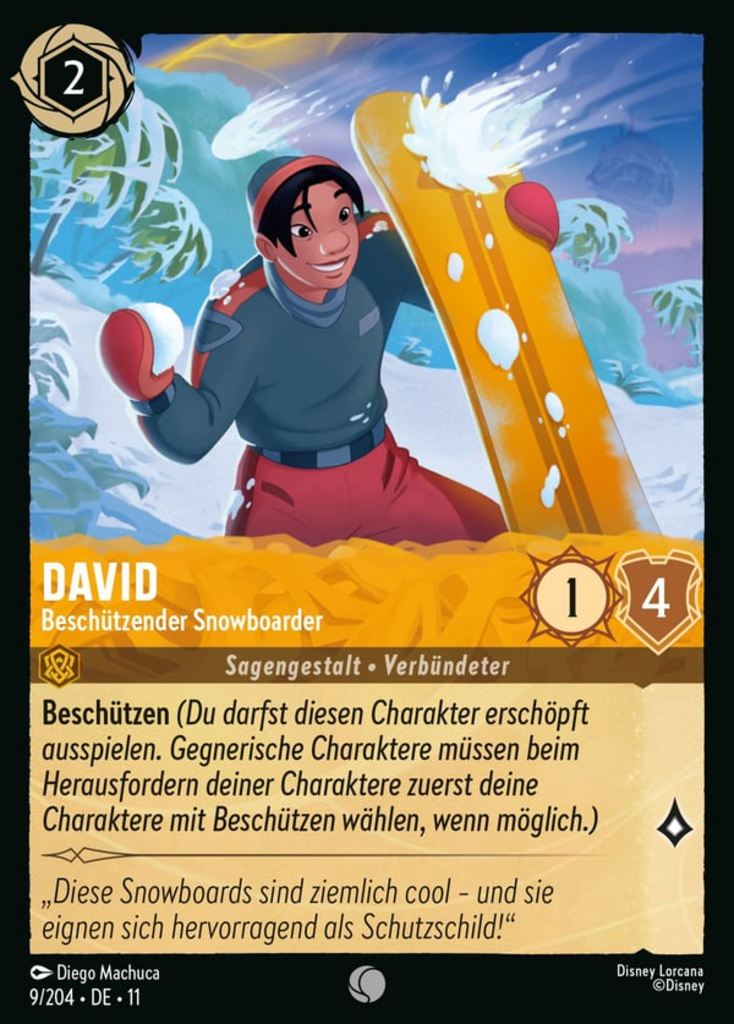 2
DAVID
Beschützender Snowboarder
1
4
Sagengestalt • Verbündeter
Beschützen (Du darfst diesen Charakter erschöpft
ausspielen. Gegnerische Charaktere müssen beim
Herausfordern deiner Charaktere zuerst deine
Charaktere mit Beschützen wählen, wenn möglich.)
„Diese Snowboards sind ziemlich cool – und sie
eignen sich hervorragend als Schutzschild!“
Diego Machuca
9/204 • DE • 11
Disney Lorcana
©Disney